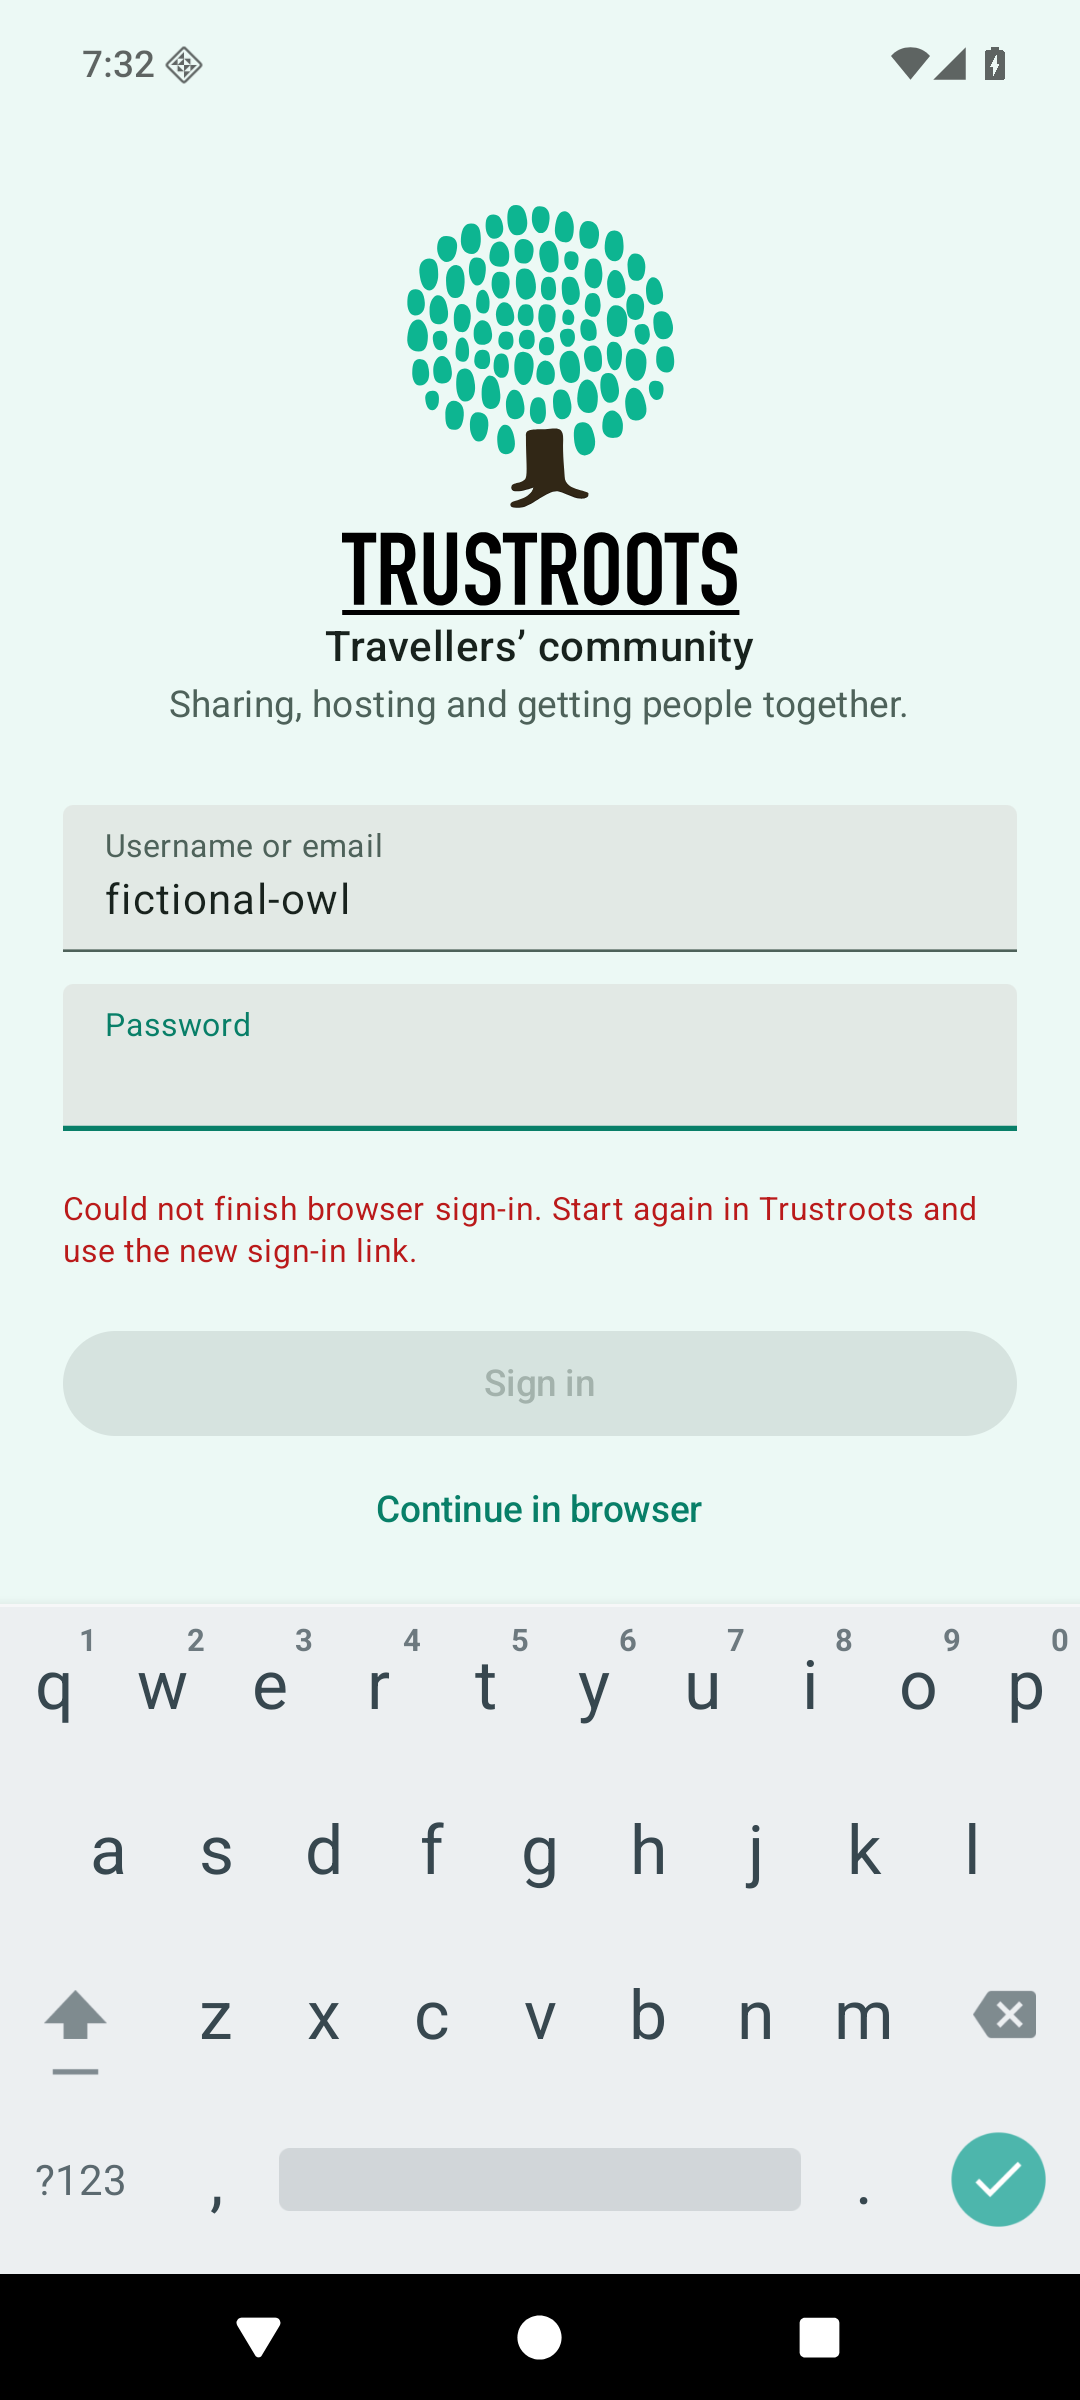 7:32
TRUSTROOTS
Travellers’ community
Sharing, hosting and getting people together.
Username or email
fictional-owl
Password
Could not finish browser sign-in. Start again in Trustroots and
use the new sign-in link.
Sign in
Continue in browser
1 2 3 4 5 6 7 8 9 0
q w e r t y u i o p
a s d f g h j k l
z x c v b n m
?123 , .